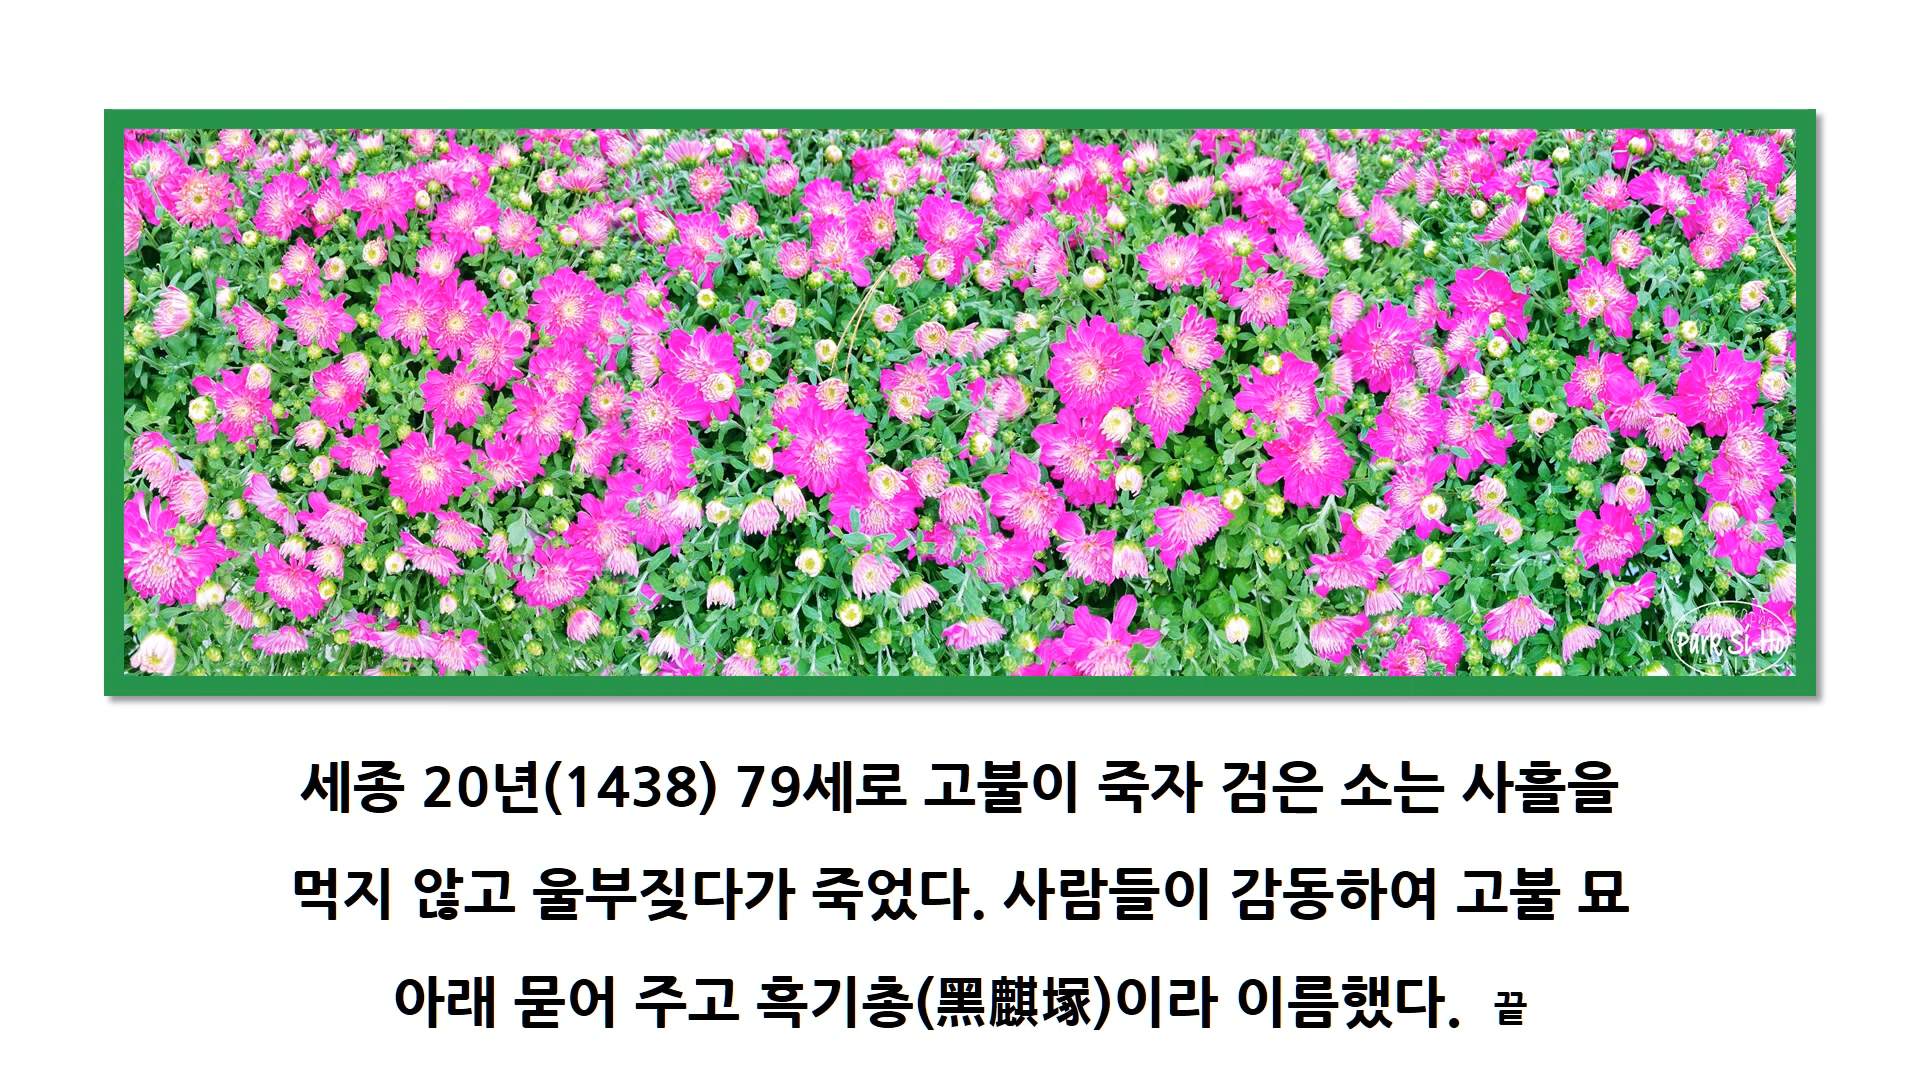 Park Si-Ho
세종 20년(1438) 79세로 고불이 죽자 검은 소는 사흘을
먹지 않고 울부짖다가 죽었다. 사람들이 감동하여 고불 묘
아래 묻어 주고 흑기총(黑麒塚)이라 이름했다. 끝